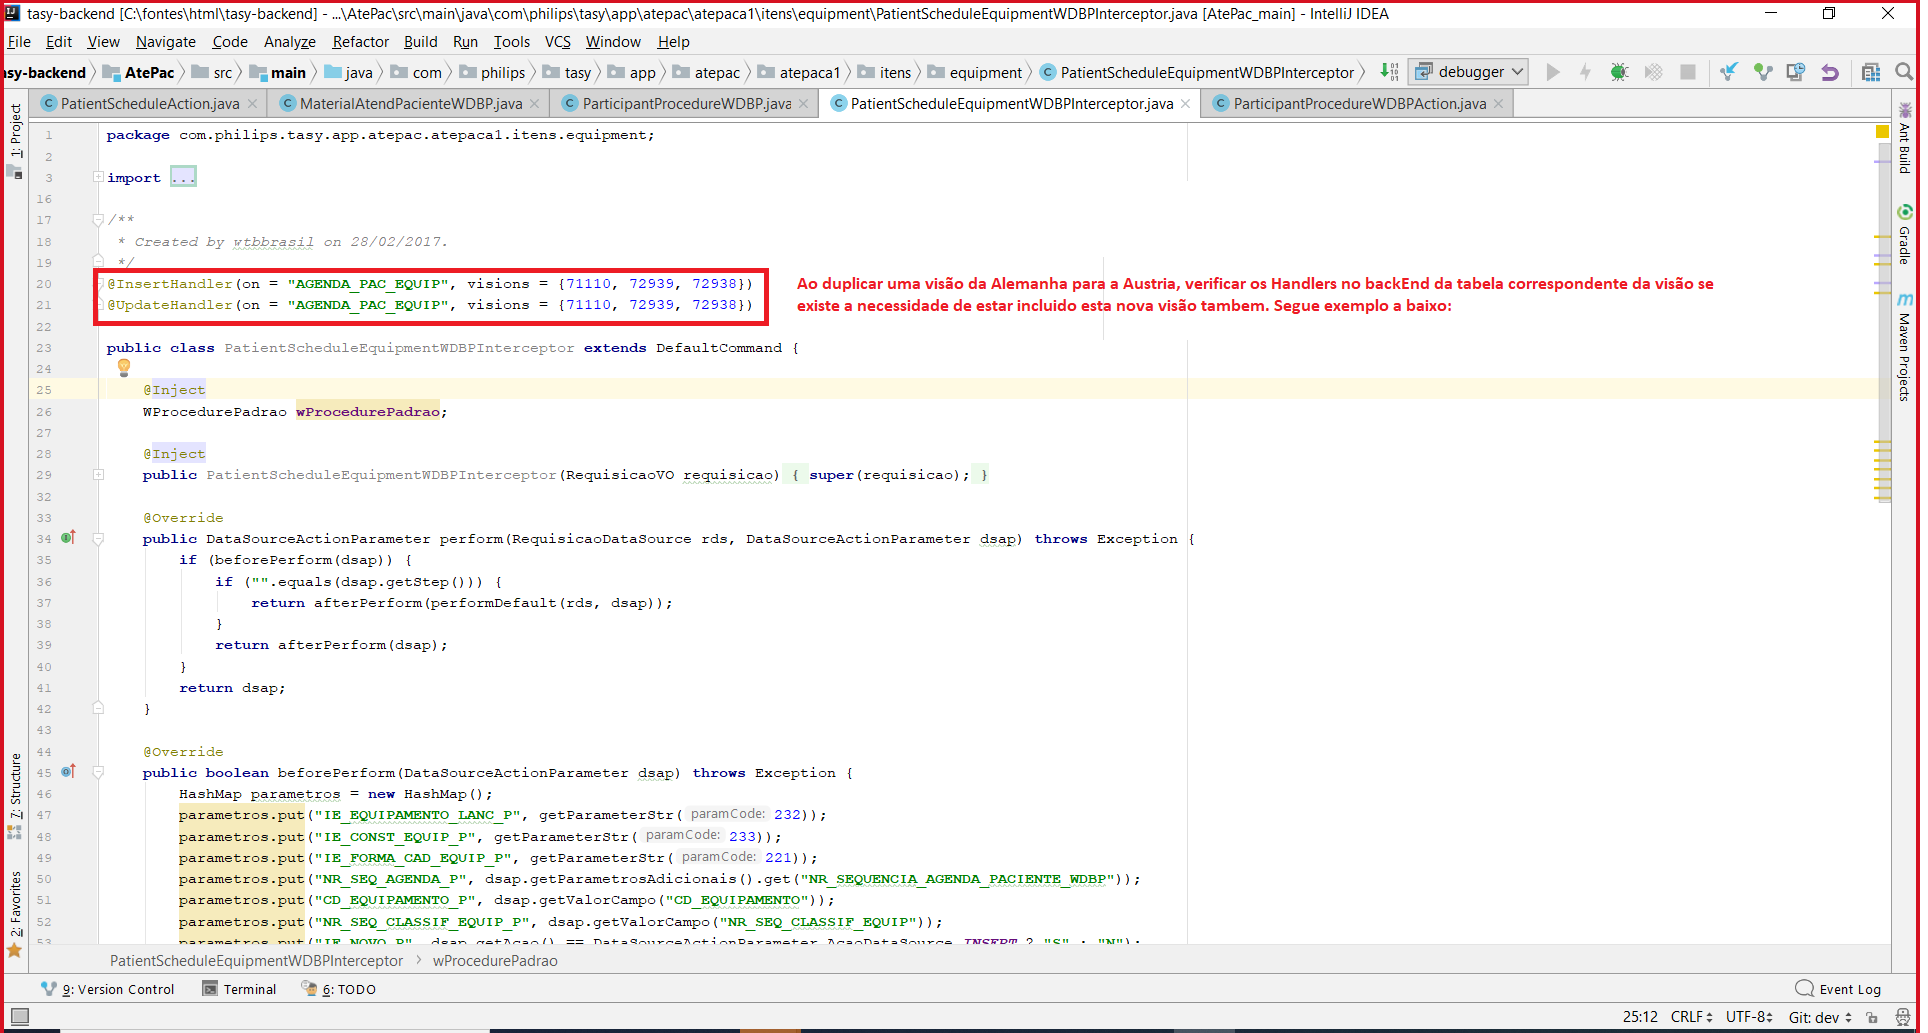 tasy-backend [C:\fontes\html\tasy-backend] - ...\AtePac\src\main\java\com\philips\tasy\app\atepac\atepaca1\itens\equipment\PatientScheduleEquipmentWDBPInterceptor.java [AtePac_main] - IntelliJ IDEA
File Edit View Navigate Code Analyze Refactor Build Run Tools VCS Window Help
asy-backend AtePac src main java com philips tasy app atepac atepaca1 itens equipment PatientScheduleEquipmentWDBPInterceptor debugger
PatientScheduleAction.java MaterialAtendPacienteWDBP.java ParticipantProcedureWDBP.java PatientScheduleEquipmentWDBPInterceptor.java ParticipantProcedureWDBPAction.java
1: Project
7: Structure
2: Favorites
Ant Build
Gradle
Maven Projects
1 package com.philips.tasy.app.atepac.atepaca1.itens.equipment;
2
3 import ...
16
17 /**
18 * Created by wtbbrasil on 28/02/2017.
19 */
20 @InsertHandler(on = "AGENDA_PAC_EQUIP", visions = {71110, 72939, 72938})
21 @UpdateHandler(on = "AGENDA_PAC_EQUIP", visions = {71110, 72939, 72938})
Ao duplicar uma visão da Alemanha para a Austria, verificar os Handlers no backEnd da tabela correspondente da visão se
existe a necessidade de estar incluido esta nova visão tambem. Segue exemplo a baixo:
22
23 public class PatientScheduleEquipmentWDBPInterceptor extends DefaultCommand {
24
25 @Inject
26 WProcedurePadrao wProcedurePadrao;
27
28 @Inject
29 public PatientScheduleEquipmentWDBPInterceptor(RequisicaoVO requisicao) { super(requisicao); }
32
33 @Override
34 public DataSourceActionParameter perform(RequisicaoDataSource rds, DataSourceActionParameter dsap) throws Exception {
35 if (beforePerform(dsap)) {
36 if ("".equals(dsap.getStep())) {
37 return afterPerform(performDefault(rds, dsap));
38 }
39 return afterPerform(dsap);
40 }
41 return dsap;
42 }
43
44 @Override
45 public boolean beforePerform(DataSourceActionParameter dsap) throws Exception {
46 HashMap parametros = new HashMap();
47 parametros.put("IE_EQUIPAMENTO_LANC_P", getParameterStr( paramCode: 232));
48 parametros.put("IE_CONST_EQUIP_P", getParameterStr( paramCode: 233));
49 parametros.put("IE_FORMA_CAD_EQUIP_P", getParameterStr( paramCode: 221));
50 parametros.put("NR_SEQ_AGENDA_P", dsap.getParametrosAdicionais().get("NR_SEQUENCIA_AGENDA_PACIENTE_WDBP"));
51 parametros.put("CD_EQUIPAMENTO_P", dsap.getValorCampo("CD_EQUIPAMENTO"));
52 parametros.put("NR_SEQ_CLASSIF_EQUIP_P", dsap.getValorCampo("NR_SEQ_CLASSIF_EQUIP"));
53 parametros.put("IE_NOVO_P", dsap.getAcao() == DataSourceActionParameter.AcaoDataSource.INSERT ? "S" : "N");
PatientScheduleEquipmentWDBPInterceptor wProcedurePadrao
9: Version Control Terminal 6: TODO Event Log
25:12 CRLF UTF-8 Git: dev